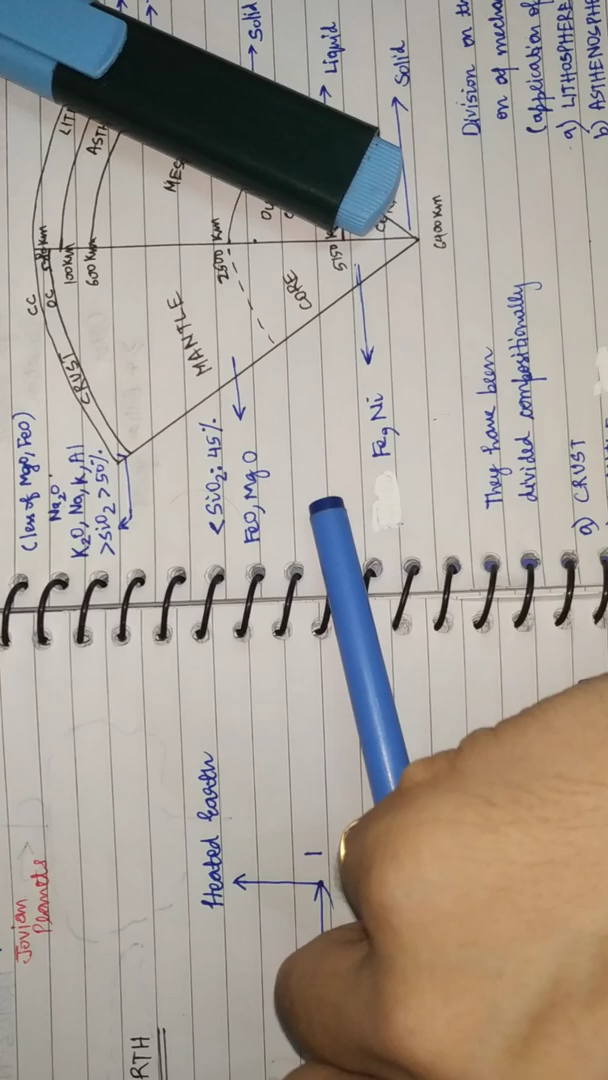 CC
OC
CRUST
100km
600km
2900 Km
5150
6400 Km
MANTLE
CORE
→ Solid
→ Liquid
→ Solid
(less of MgO, FeO)
Na2O
K2O, Na, K, Al
>SiO2 > 50%
<SiO2: 45%
FeO, MgO
Fe, Ni
They have been
divided compositionally
a) CRUST
Division on
on of
(application of
a) LITHOSPHERE
b) ASTHENOSPHE
Heated Earth
1
Jovian
Planets
RTH